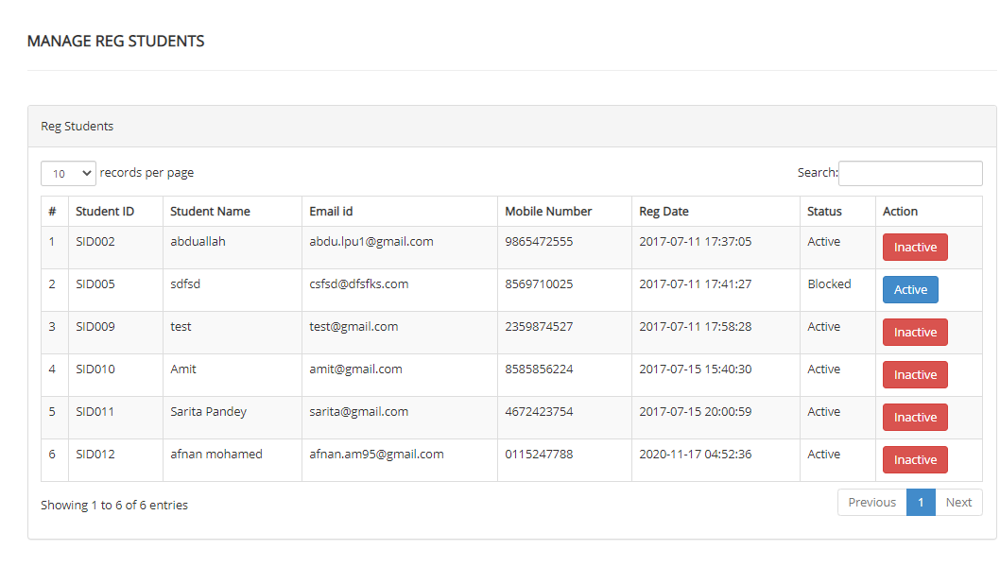 MANAGE REG STUDENTS
Reg Students
10 records per page Search:
# Student ID Student Name Email id Mobile Number Reg Date Status Action
1 SID002 abduallah abdu.lpu1@gmail.com 9865472555 2017-07-11 17:37:05 Active Inactive
2 SID005 sdfsd csfsd@dfsfks.com 8569710025 2017-07-11 17:41:27 Blocked Active
3 SID009 test test@gmail.com 2359874527 2017-07-11 17:58:28 Active Inactive
4 SID010 Amit amit@gmail.com 8585856224 2017-07-15 15:40:30 Active Inactive
5 SID011 Sarita Pandey sarita@gmail.com 4672423754 2017-07-15 20:00:59 Active Inactive
6 SID012 afnan mohamed afnan.am95@gmail.com 0115247788 2020-11-17 04:52:36 Active Inactive
Showing 1 to 6 of 6 entries Previous 1 Next